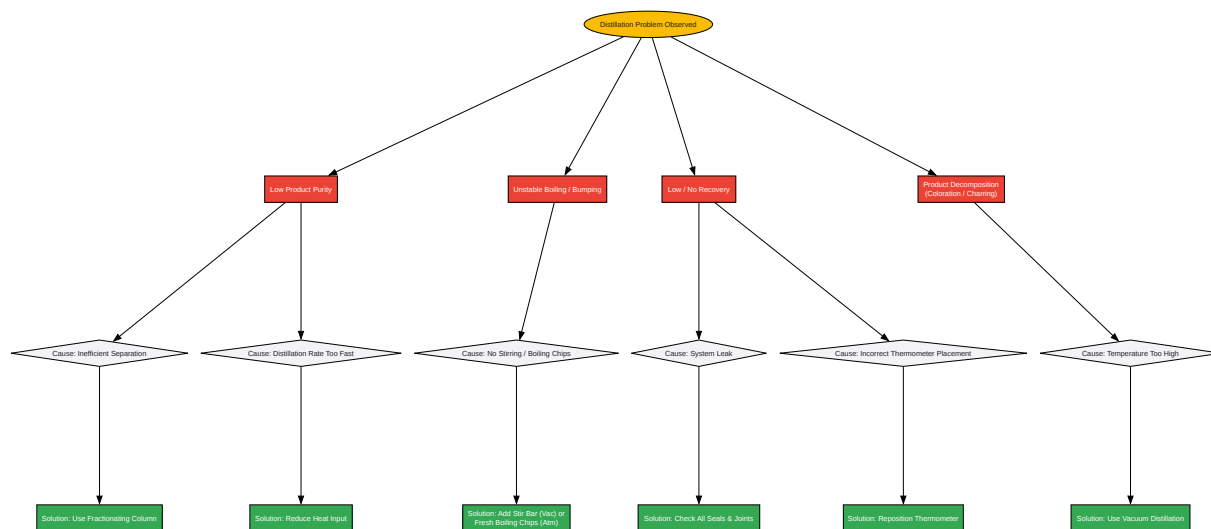 Distillation Problem Observed
Low Product Purity
Unstable Boiling / Bumping
Low / No Recovery
Product Decomposition
(Coloration / Charring)
Cause: Inefficient Separation
Cause: Distillation Rate Too Fast
Cause: No Stirring / Boiling Chips
Cause: System Leak
Cause: Incorrect Thermometer Placement
Cause: Temperature Too High
Solution: Use Fractionating Column
Solution: Reduce Heat Input
Solution: Add Stir Bar (Vac) or
Fresh Boiling Chips (Atm)
Solution: Check All Seals & Joints
Solution: Reposition Thermometer
Solution: Use Vacuum Distillation